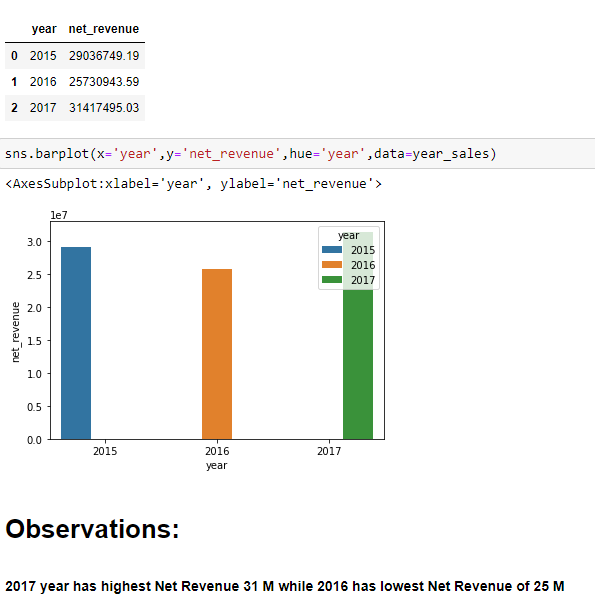 year net_revenue
0 2015 29036749.19
1 2016 25730943.59
2 2017 31417495.03
sns.barplot(x='year',y='net_revenue',hue='year',data=year_sales)
<AxesSubplot:xlabel='year', ylabel='net_revenue'>
1e7
year
2015
2016
2017
3.0
2.5
2.0
1.5
1.0
0.5
0.0
net_revenue
2015 2016 2017
year
Observations:
2017 year has highest Net Revenue 31 M while 2016 has lowest Net Revenue of 25 M